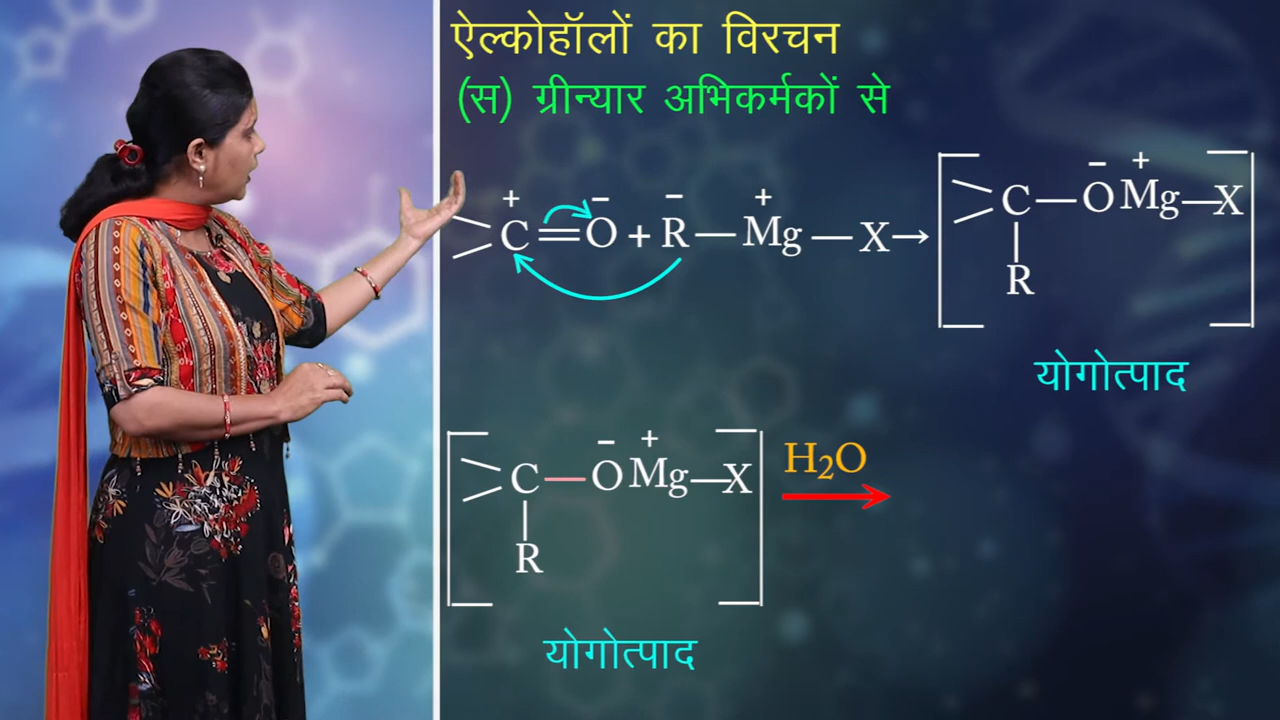 ऐल्कोहॉलों का विरचन
(स) ग्रीन्यार अभिकर्मकों से
+ − − +
C=O + R—Mg—X→
− +
C—OMg—X
R
योगोत्पाद
− +
C—OMg—X
R
H₂O
योगोत्पाद